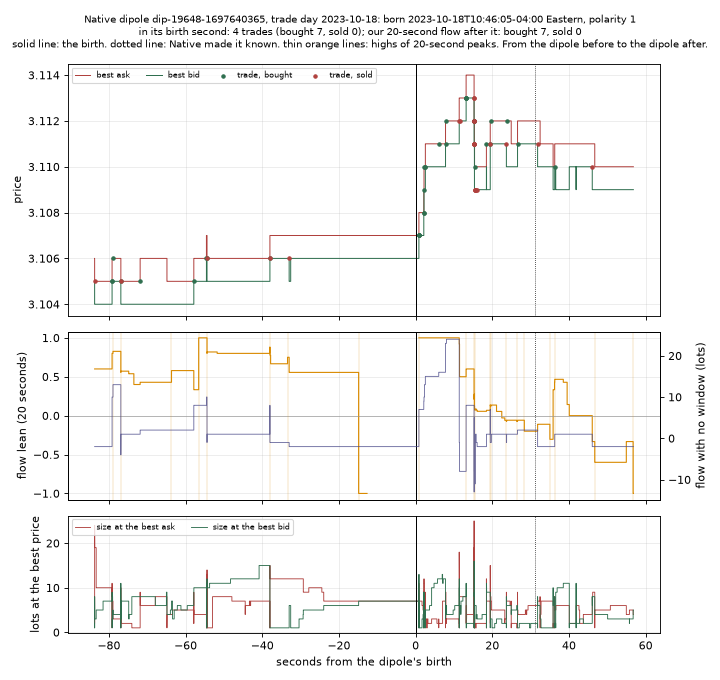 Native dipole dip-19648-1697640365, trade day 2023-10-18: born 2023-10-18T10:46:05-04:00 Eastern, polarity 1
in its birth second: 4 trades (bought 7, sold 0); our 20-second flow after it: bought 7, sold 0
solid line: the birth. dotted line: Native made it known. thin orange lines: highs of 20-second peaks. From the dipole before to the dipole after.
best ask best bid trade, bought trade, sold
3.114
3.112
3.110
3.108
3.106
3.104
price
1.0
0.5
0.0
−0.5
−1.0
flow lean (20 seconds)
20
10
0
−10
flow with no window (lots)
size at the best ask size at the best bid
20
10
0
lots at the best price
−80 −60 −40 −20 0 20 40 60
seconds from the dipole's birth